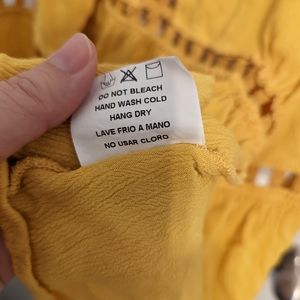 DO NOT BLEACH
HAND WASH COLD
HANG DRY
LAVE FRIO A MANO
NO USAR CLORO